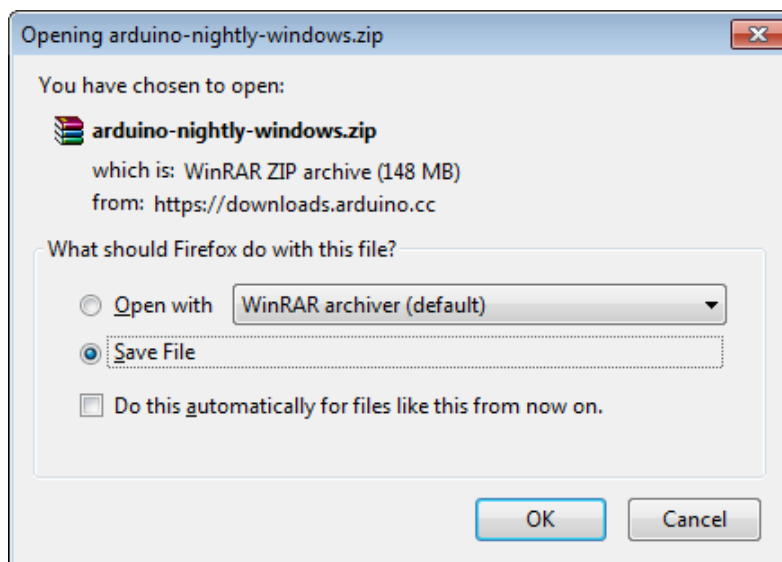 Opening arduino-nightly-windows.zip
You have chosen to open:
arduino-nightly-windows.zip
which is: WinRAR ZIP archive (148 MB)
from: https://downloads.arduino.cc
What should Firefox do with this file?
Open with WinRAR archiver (default)
Save File
Do this automatically for files like this from now on.
OK Cancel